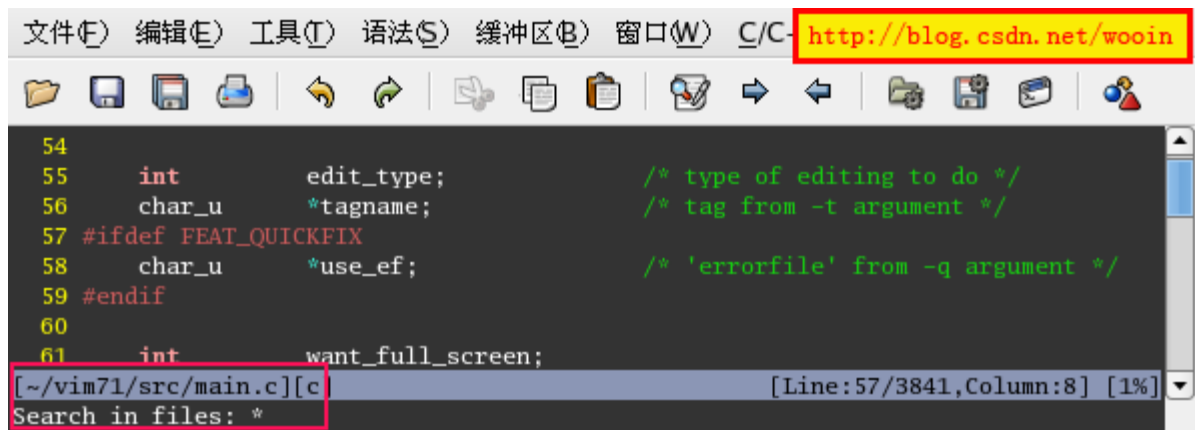 文件(F) 编辑(E) 工具(T) 语法(S) 缓冲区(B) 窗口(W) C/C- http://blog.csdn.net/wooin
54
55 int edit_type; /* type of editing to do */
56 char_u *tagname; /* tag from -t argument */
57 #ifdef FEAT_QUICKFIX
58 char_u *use_ef; /* 'errorfile' from -q argument */
59 #endif
60
61 int want_full_screen;
[~/vim71/src/main.c][c] [Line:57/3841,Column:8] [1%]
Search in files: *